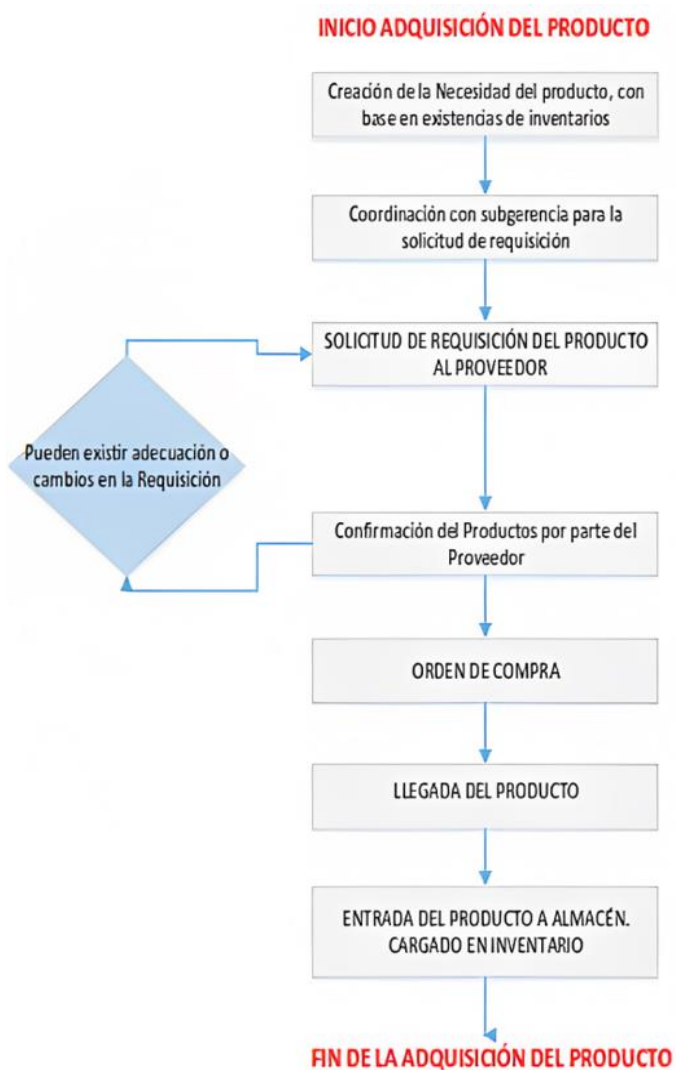 INICIO ADQUISICIÓN DEL PRODUCTO
Creación de la Necesidad del producto, con
base en existencias de inventarios
Coordinación con subgerencia para la
solicitud de requisición
SOLICITUD DE REQUISICIÓN DEL PRODUCTO
AL PROVEEDOR
Pueden existir adecuación o
cambios en la Requisición
Confirmación del Productos por parte del
Proveedor
ORDEN DE COMPRA
LLEGADA DEL PRODUCTO
ENTRADA DEL PRODUCTO A ALMACÉN.
CARGADO EN INVENTARIO
FIN DE LA ADQUISICIÓN DEL PRODUCTO